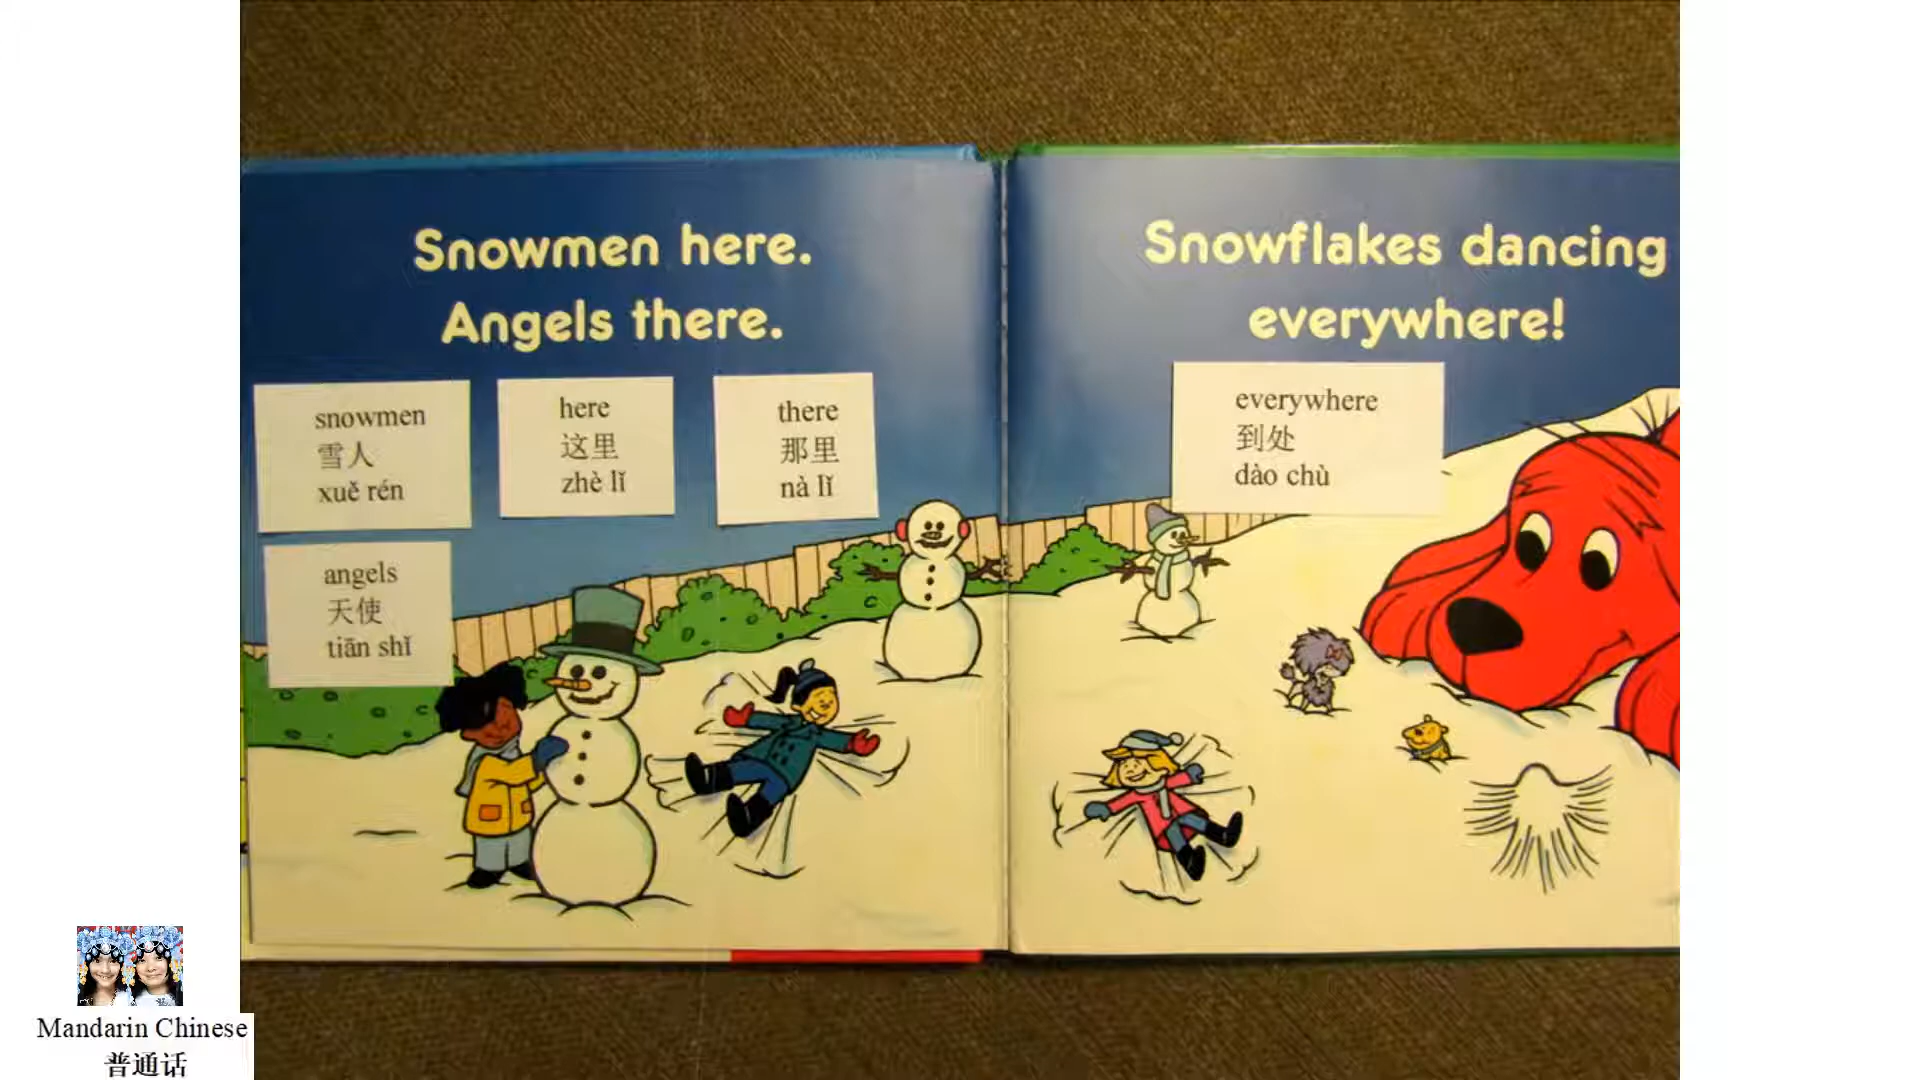 Snowmen here.
Angels there.
snowmen
雪人
xuě rén
here
这里
zhè lǐ
there
那里
nà lǐ
angels
天使
tiān shǐ
Snowflakes dancing
everywhere!
everywhere
到处
dào chù
Mandarin Chinese
普通话